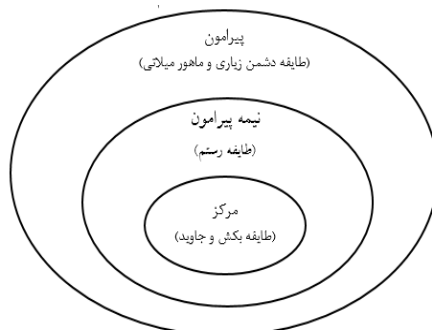 پیرامون
(طایفه دشمن زیاری و ماهور میلاتی)
نیمه پیرامون
(طایفه رستم)
مرکز
(طایفه بکش و جاوید)